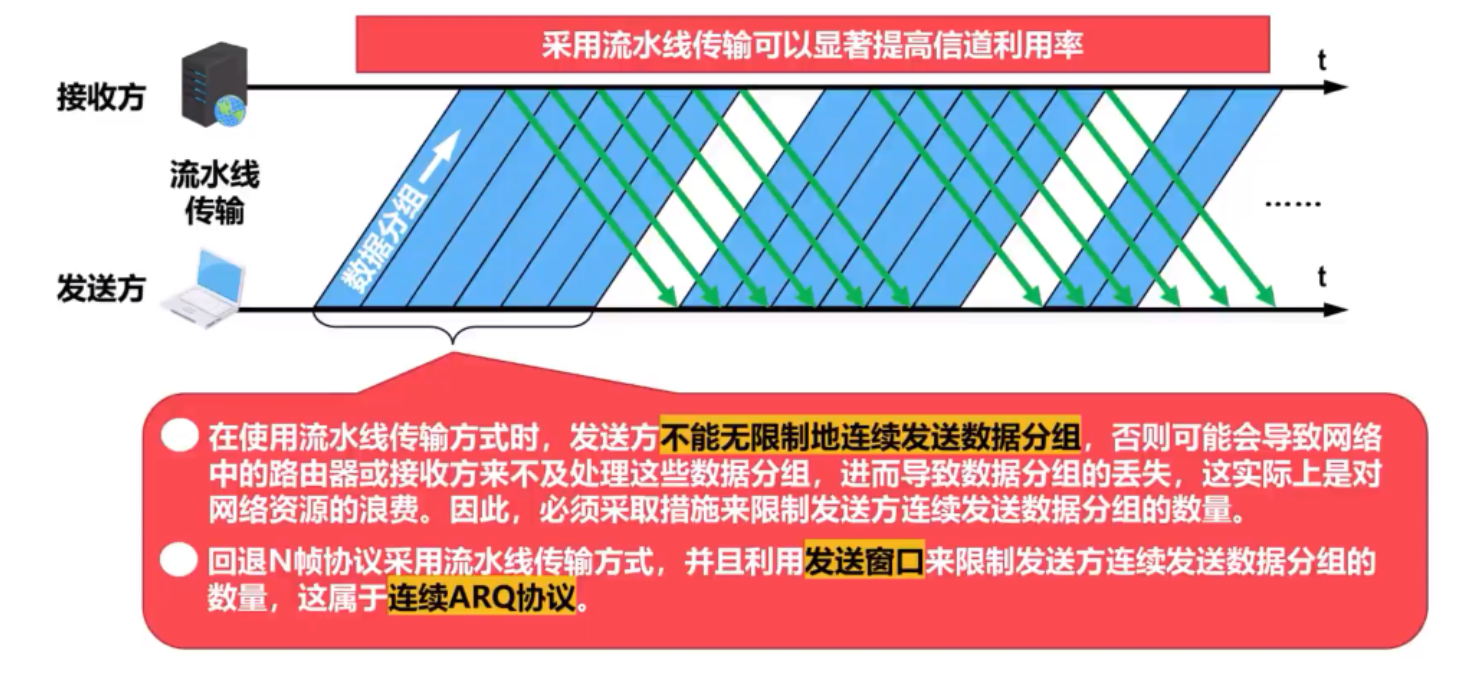 采用流水线传输可以显著提高信道利用率
t
接收方
流水线
传输
数据分组
……
发送方
t
在使用流水线传输方式时，发送方不能无限制地连续发送数据分组，否则可能会导致网络
中的路由器或接收方来不及处理这些数据分组，进而导致数据分组的丢失，这实际上是对
网络资源的浪费。因此，必须采取措施来限制发送方连续发送数据分组的数量。
回退N帧协议采用流水线传输方式，并且利用发送窗口来限制发送方连续发送数据分组的
数量，这属于连续ARQ协议。